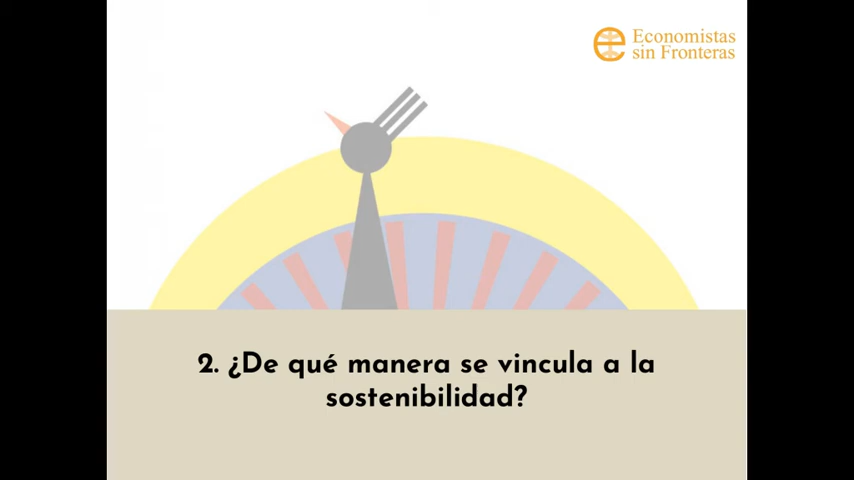 Economistas
sin Fronteras
2. ¿De qué manera se vincula a la
sostenibilidad?